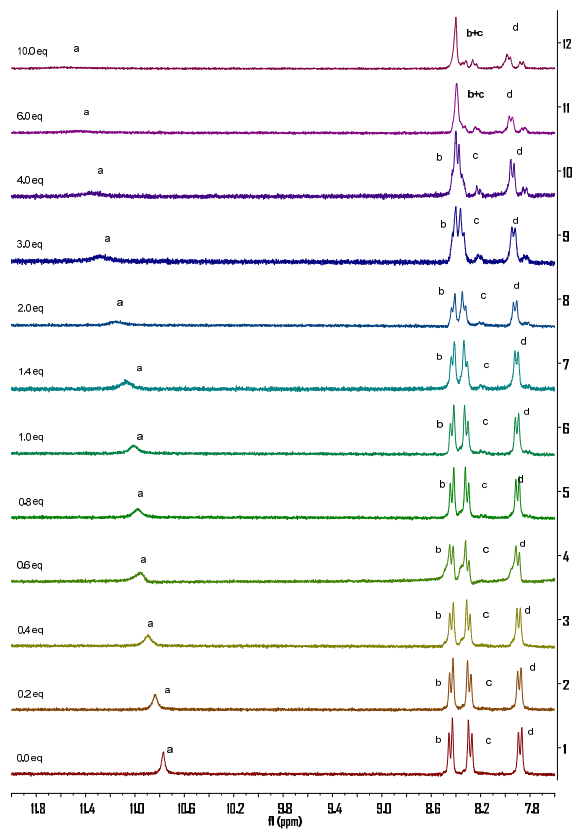 a b+c d 12
10.0 eq
a b+c d 11
6.0 eq
a b c d 10
4.0 eq
a b c d 9
3.0 eq
a b c d 8
2.0 eq
a b c d 7
1.4 eq
a b c d 6
1.0 eq
a b c d 5
0.8 eq
a b c d 4
0.6 eq
a b c d 3
0.4 eq
a b c d 2
0.2 eq
a b c d 1
0.0 eq
11.8 11.4 11.0 10.6 10.2 9.8 9.4 9.0 8.6 8.2 7.8
f1 (ppm)